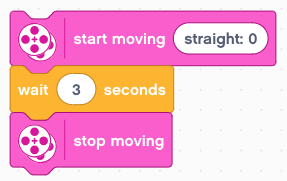 start moving straight: 0
wait 3 seconds
stop moving